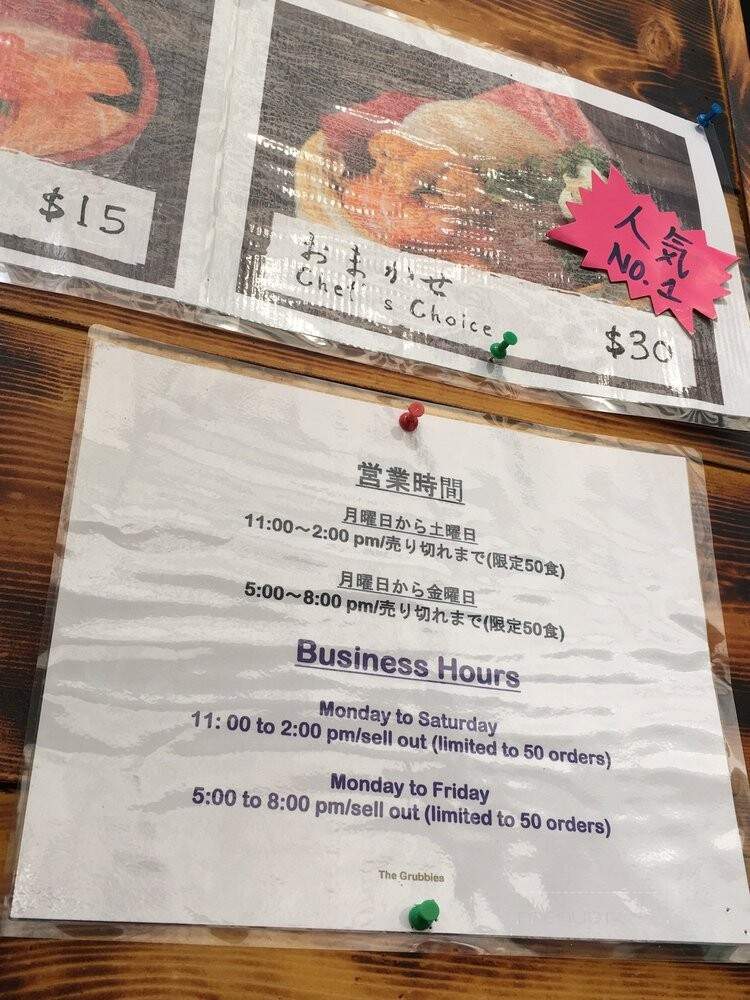 $15
おまかせ
Chef's Choice
$30
人気
NO.1
営業時間
月曜日から土曜日
11:00～2:00 pm/売り切れまで(限定50食)
月曜日から金曜日
5:00～8:00 pm/売り切れまで(限定50食)
Business Hours
Monday to Saturday
11: 00 to 2:00 pm/sell out (limited to 50 orders)
Monday to Friday
5:00 to 8:00 pm/sell out (limited to 50 orders)
The Grubbies